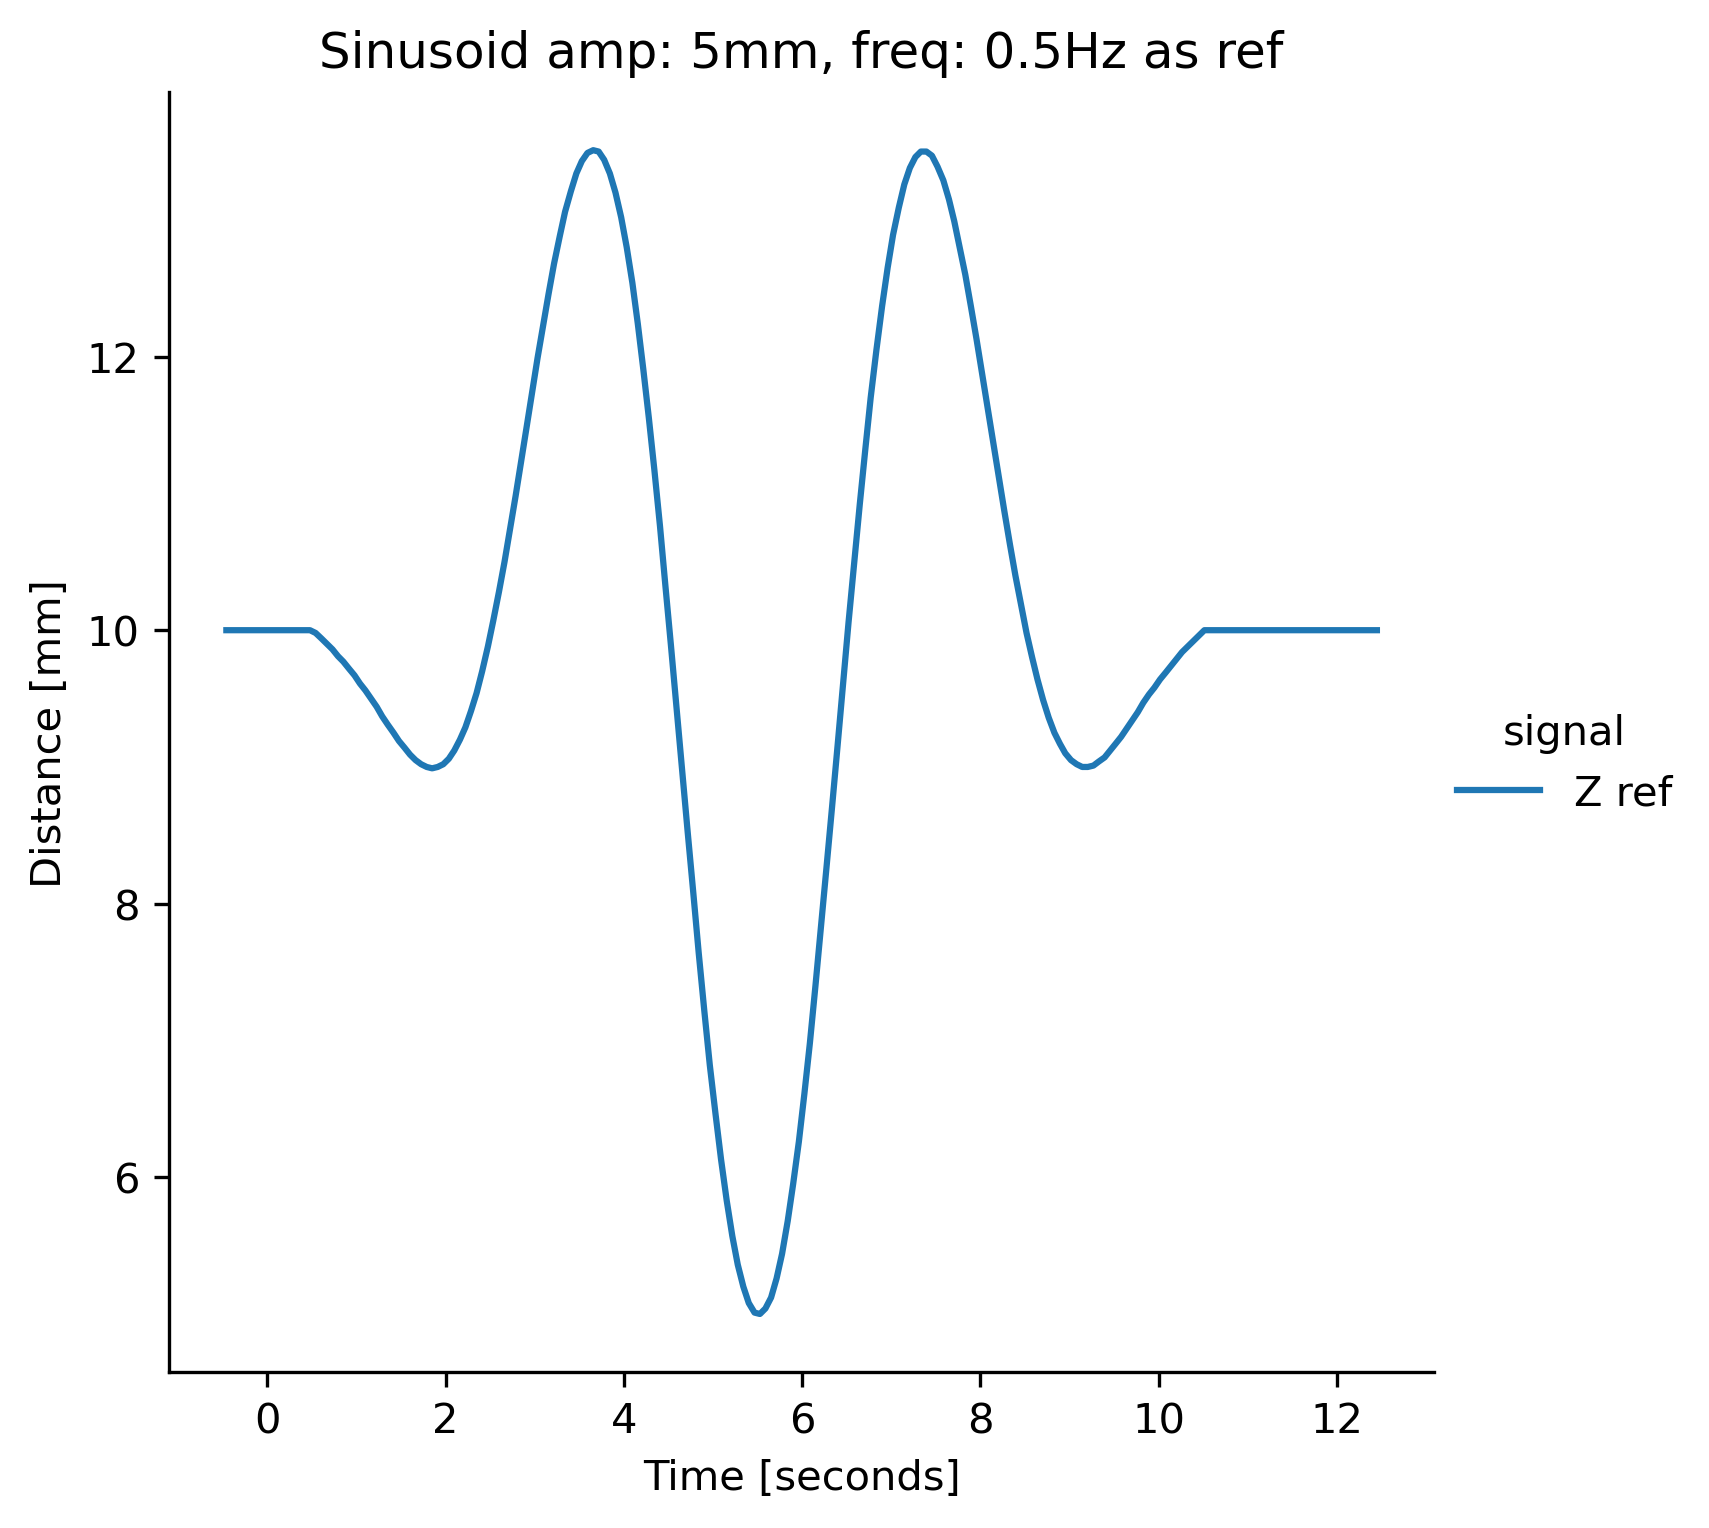 Sinusoid amp: 5mm, freq: 0.5Hz as ref
Distance [mm]
12
10
8
6
0 2 4 6 8 10 12
Time [seconds]
signal
Z ref